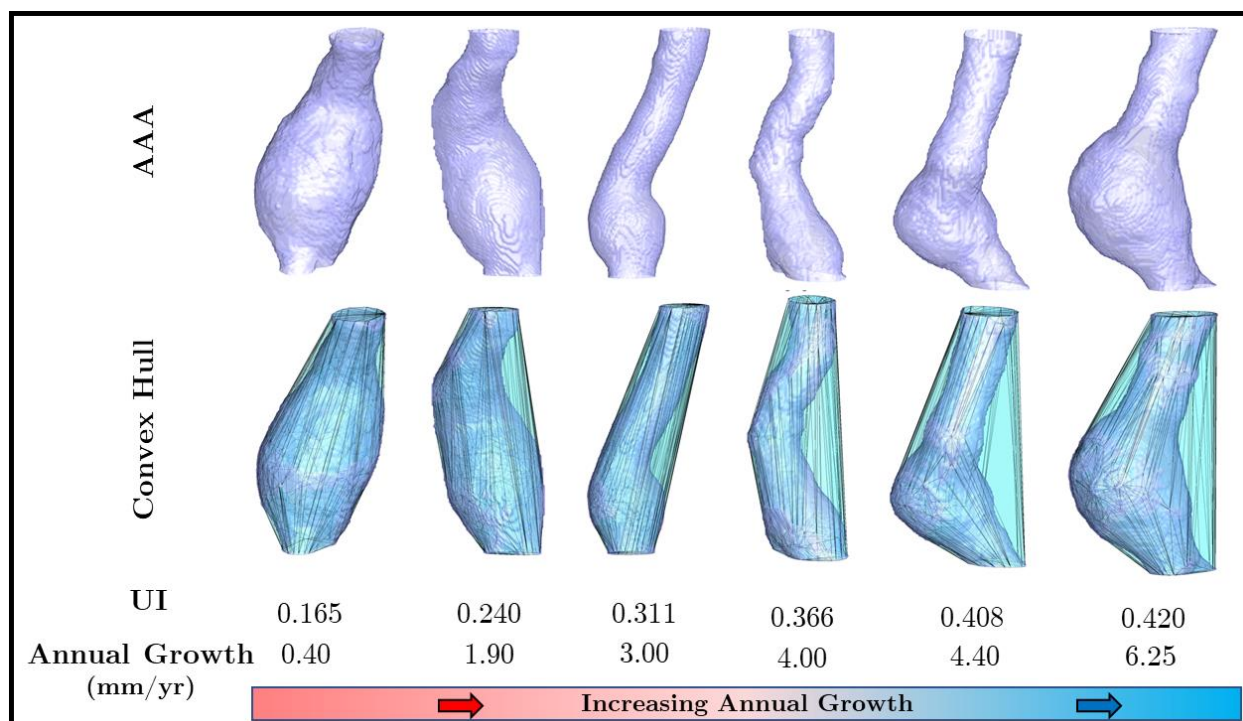 AAA
Convex Hull
UI 0.165 0.240 0.311 0.366 0.408 0.420
Annual Growth 0.40 1.90 3.00 4.00 4.40 6.25
(mm/yr)
Increasing Annual Growth